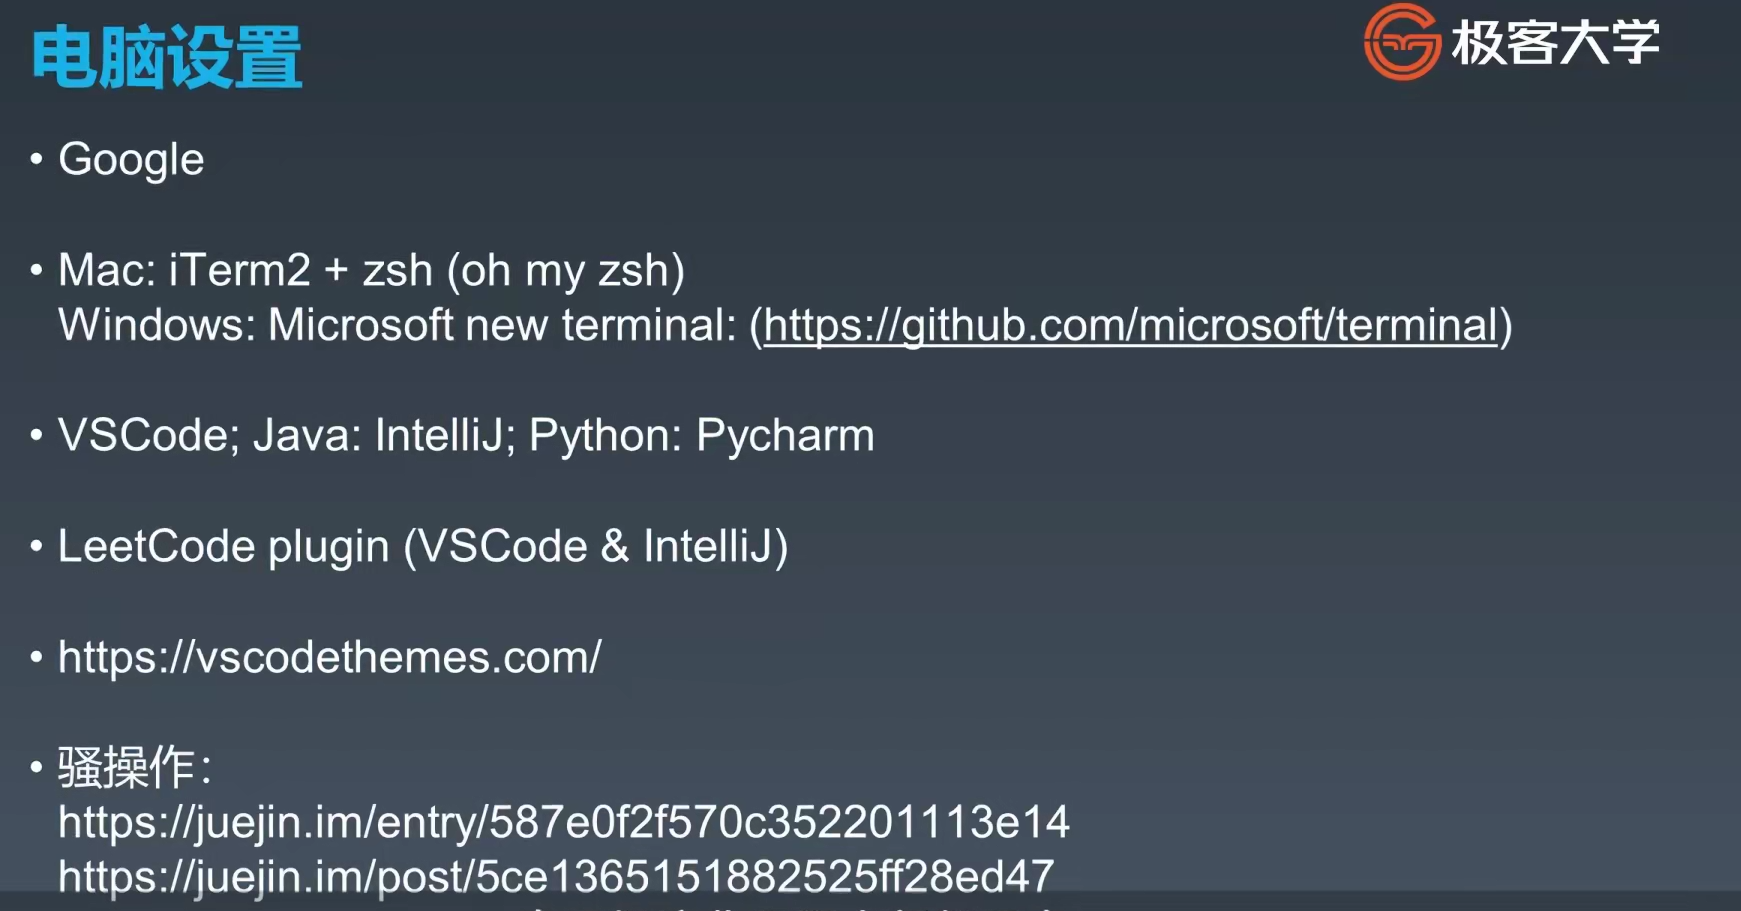 电脑设置
极客大学
• Google
• Mac: iTerm2 + zsh (oh my zsh)
Windows: Microsoft new terminal: (https://github.com/microsoft/terminal)
• VSCode; Java: IntelliJ; Python: Pycharm
• LeetCode plugin (VSCode & IntelliJ)
• https://vscodethemes.com/
• 骚操作：
https://juejin.im/entry/587e0f2f570c352201113e14
https://juejin.im/post/5ce1365151882525ff28ed47